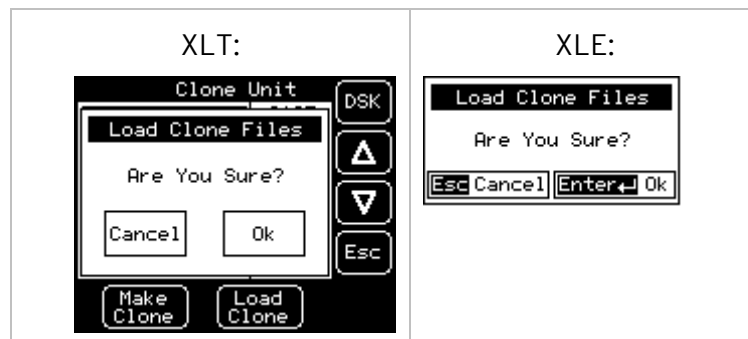 XLT:
XLE:
Clone Unit
DSK
Load Clone Files
Are You Sure?
Cancel
Ok
Esc
Make
Clone
Load
Clone
Load Clone Files
Are You Sure?
Esc Cancel Enter↵ Ok